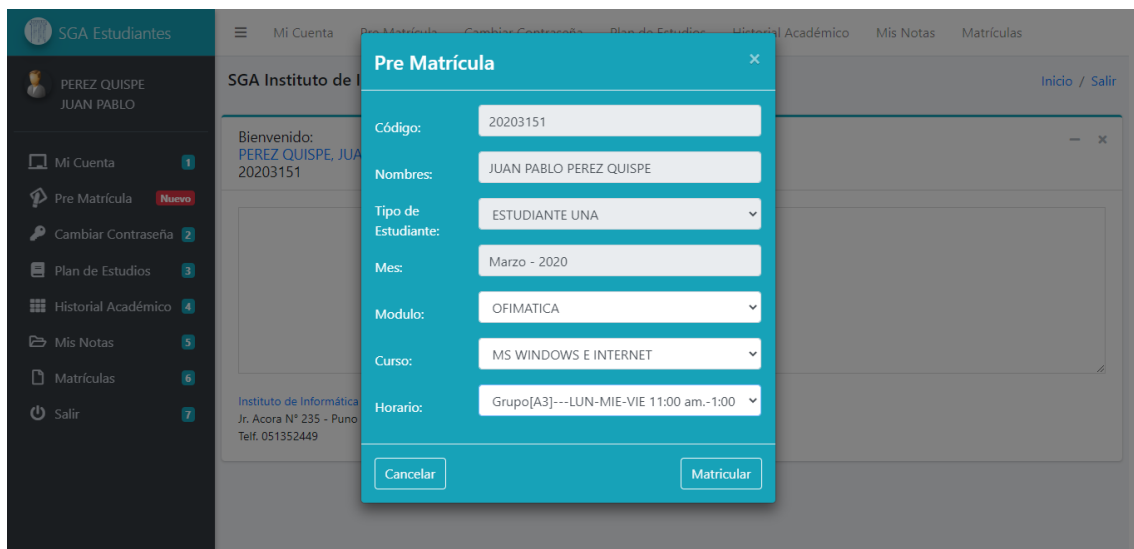 SGA Estudiantes
Mi Cuenta Pre Matrícula Cambiar Contraseña Plan de Estudios Historial Académico Mis Notas Matrículas
PEREZ QUISPE
JUAN PABLO
Mi Cuenta 1
Pre Matrícula Nuevo
Cambiar Contraseña 2
Plan de Estudios 3
Historial Académico 4
Mis Notas 5
Matrículas 6
Salir 7
SGA Instituto de I
Inicio / Salir
Bienvenido:
PEREZ QUISPE, JUA
20203151
Instituto de Informática
Jr. Acora N° 235 - Puno
Telf. 051352449
Pre Matrícula ×
Código: 20203151
Nombres: JUAN PABLO PEREZ QUISPE
Tipo de
Estudiante: ESTUDIANTE UNA
Mes: Marzo - 2020
Modulo: OFIMATICA
Curso: MS WINDOWS E INTERNET
Horario: Grupo[A3]---LUN-MIE-VIE 11:00 am.-1:00
Cancelar Matricular